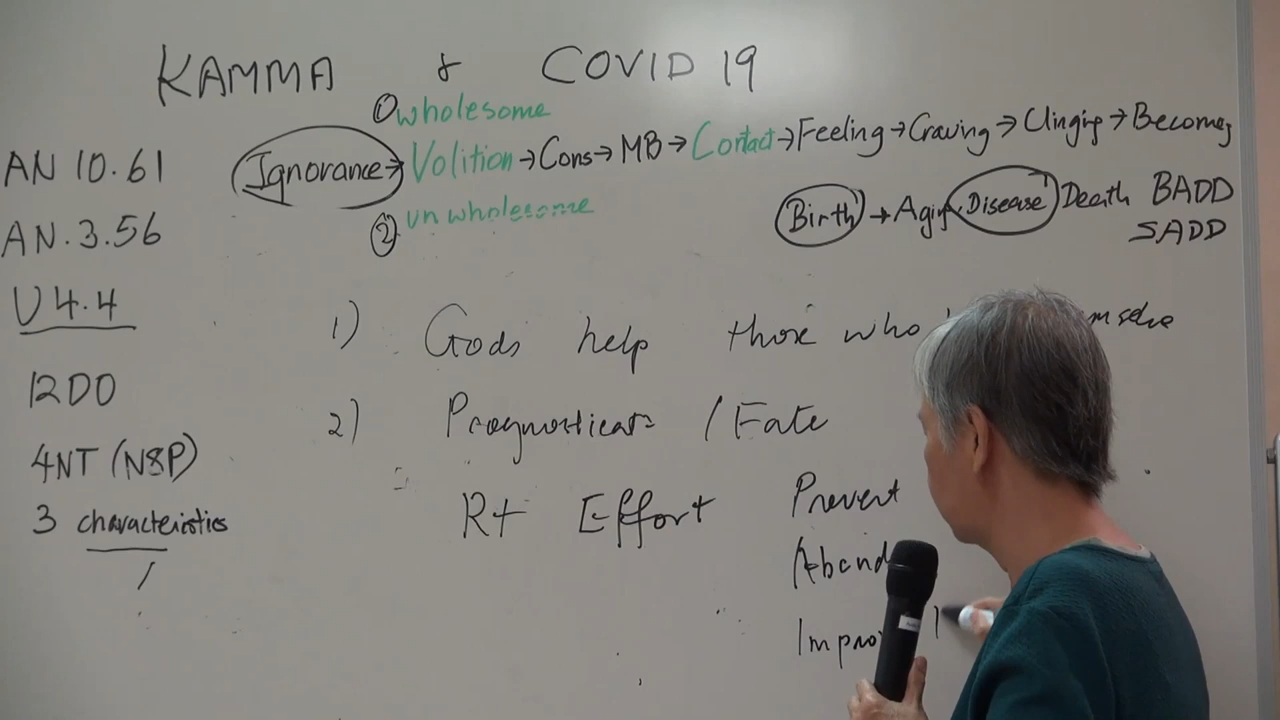 KAMMA & COVID 19
① wholesome
AN 10.61
Ignorance → Volition → Cons → MB → Contact → Feeling → Craving → Clinging → Becoming
② unwholesome
AN.3.56
Birth → Aging Disease Death BADD
SADD
U 4.4
1) Gods help those who
12DO
2) / Fate
4NT (N8P)
Rt Effort Prevent
3 characteristics
Aband
Impro